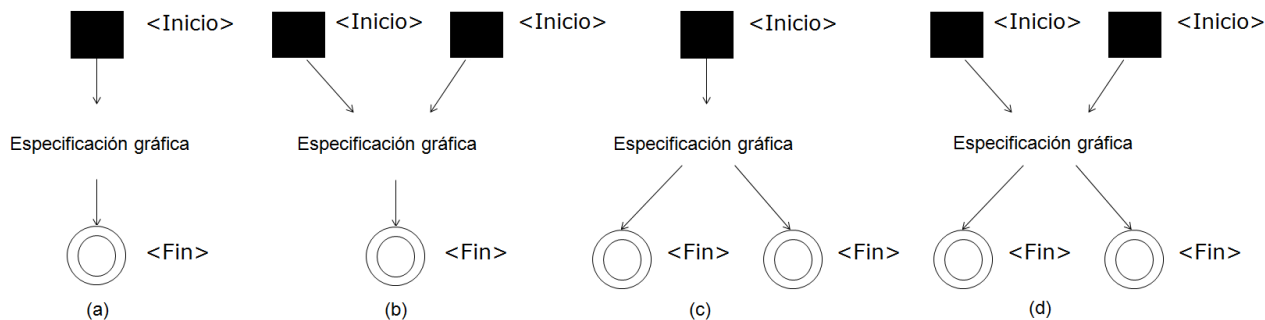 <Inicio> <Inicio> <Inicio> <Inicio> <Inicio> <Inicio>
Especificación gráfica Especificación gráfica Especificación gráfica Especificación gráfica
<Fin> <Fin> <Fin> <Fin> <Fin> <Fin>
(a) (b) (c) (d)